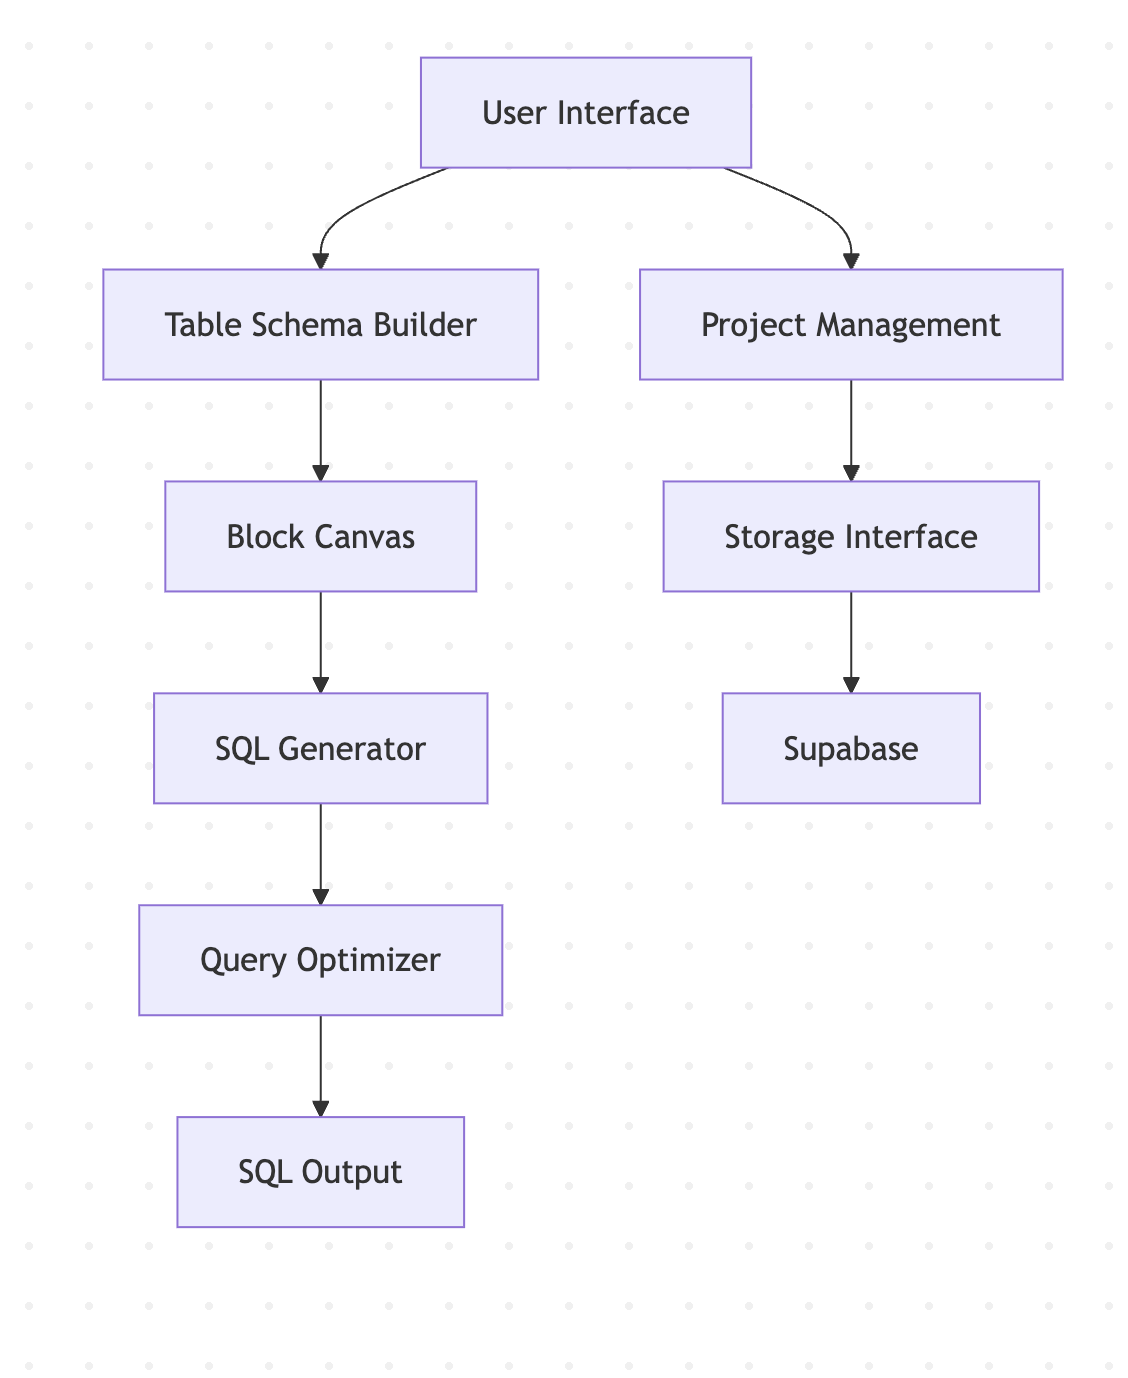 User Interface
Table Schema Builder
Project Management
Block Canvas
Storage Interface
SQL Generator
Supabase
Query Optimizer
SQL Output